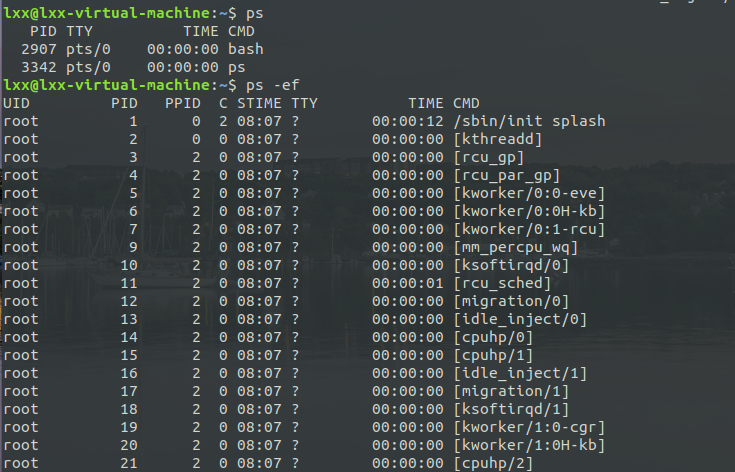 lxx@lxx-virtual-machine:~$ ps
    PID TTY          TIME CMD
   2907 pts/0    00:00:00 bash
   3342 pts/0    00:00:00 ps
lxx@lxx-virtual-machine:~$ ps -ef
UID          PID    PPID  C STIME TTY          TIME CMD
root           1       0  2 08:07 ?        00:00:12 /sbin/init splash
root           2       0  0 08:07 ?        00:00:00 [kthreadd]
root           3       2  0 08:07 ?        00:00:00 [rcu_gp]
root           4       2  0 08:07 ?        00:00:00 [rcu_par_gp]
root           5       2  0 08:07 ?        00:00:00 [kworker/0:0-eve]
root           6       2  0 08:07 ?        00:00:00 [kworker/0:0H-kb]
root           7       2  0 08:07 ?        00:00:00 [kworker/0:1-rcu]
root           9       2  0 08:07 ?        00:00:00 [mm_percpu_wq]
root          10       2  0 08:07 ?        00:00:00 [ksoftirqd/0]
root          11       2  0 08:07 ?        00:00:01 [rcu_sched]
root          12       2  0 08:07 ?        00:00:00 [migration/0]
root          13       2  0 08:07 ?        00:00:00 [idle_inject/0]
root          14       2  0 08:07 ?        00:00:00 [cpuhp/0]
root          15       2  0 08:07 ?        00:00:00 [cpuhp/1]
root          16       2  0 08:07 ?        00:00:00 [idle_inject/1]
root          17       2  0 08:07 ?        00:00:00 [migration/1]
root          18       2  0 08:07 ?        00:00:00 [ksoftirqd/1]
root          19       2  0 08:07 ?        00:00:00 [kworker/1:0-cgr]
root          20       2  0 08:07 ?        00:00:00 [kworker/1:0H-kb]
root          21       2  0 08:07 ?        00:00:00 [cpuhp/2]